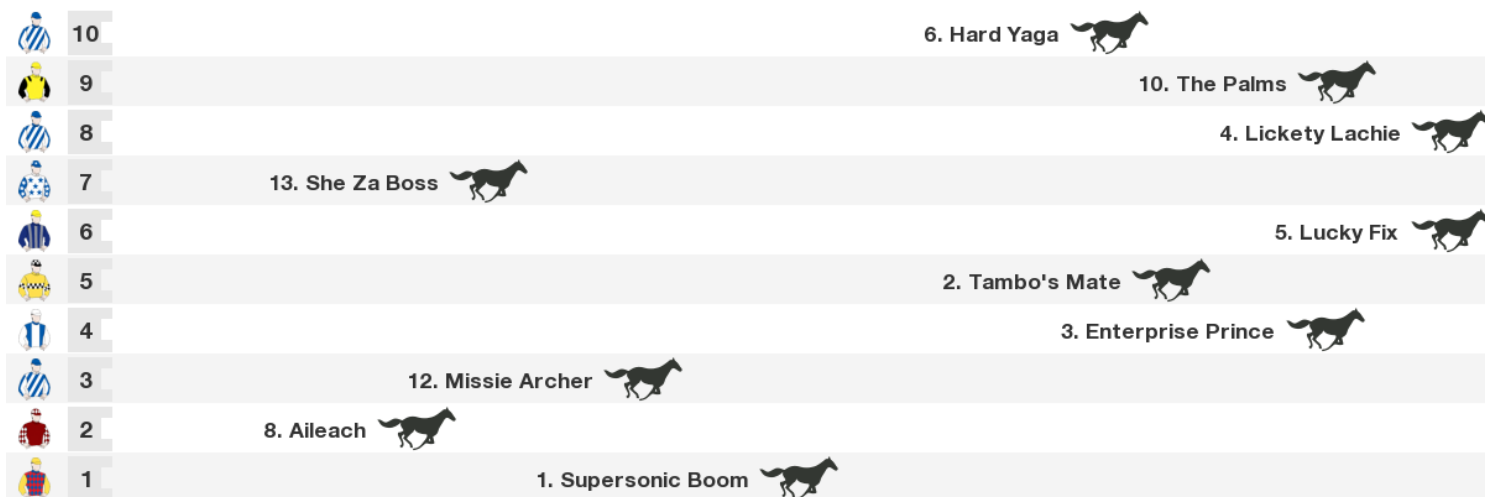 10 6. Hard Yaga
9 10. The Palms
8 4. Lickety Lachie
7 13. She Za Boss
6 5. Lucky Fix
5 2. Tambo's Mate
4 3. Enterprise Prince
3 12. Missie Archer
2 8. Aileach
1 1. Supersonic Boom